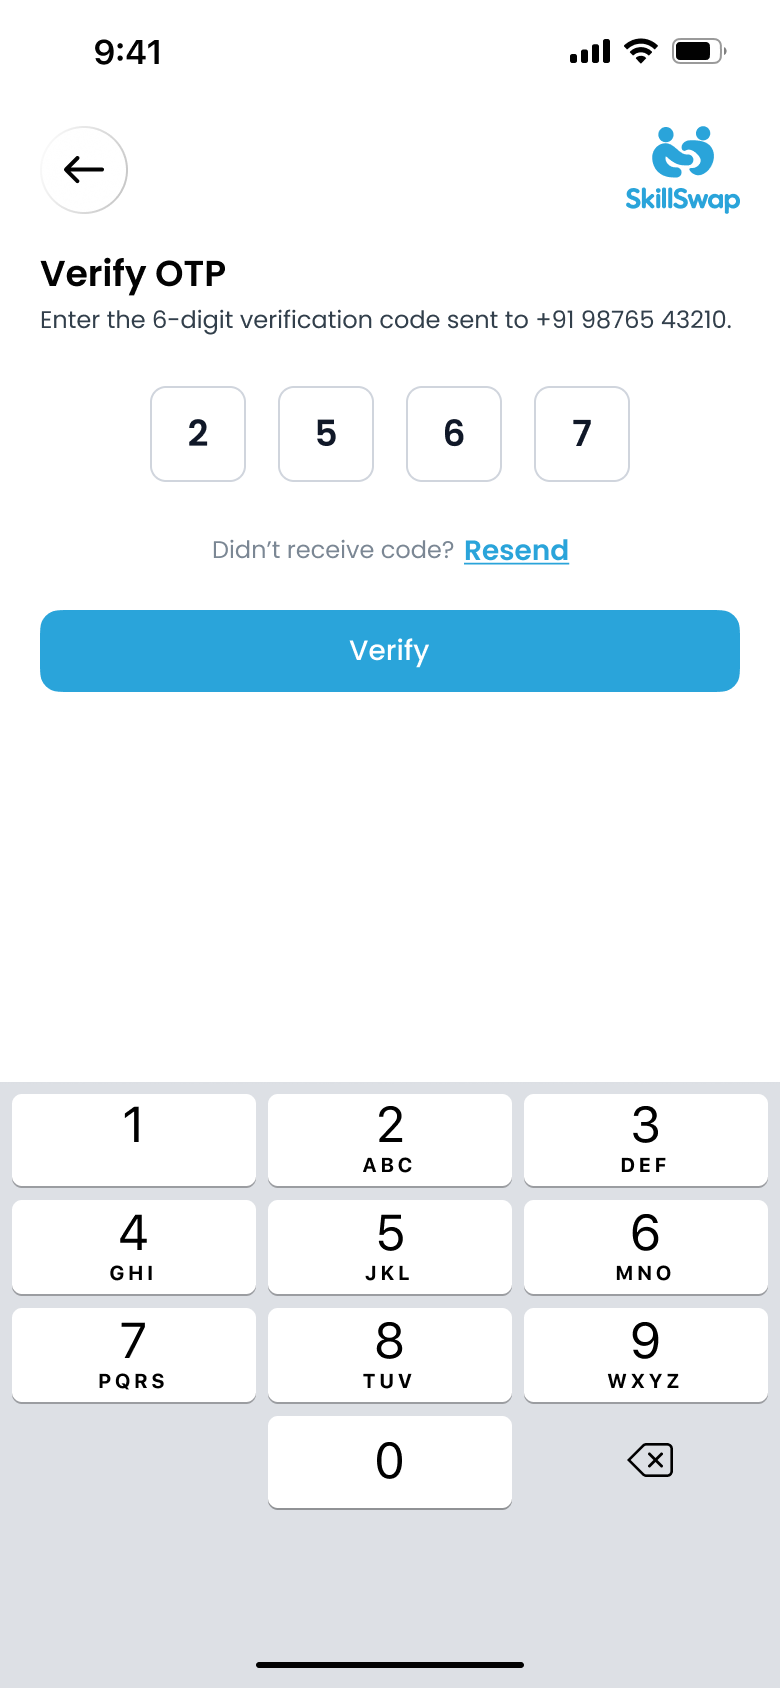 9:41
SkillSwap
Verify OTP
Enter the 6-digit verification code sent to +91 98765 43210.
2 5 6 7
Didn’t receive code? Resend
Verify
1 2 3
ABC DEF
4 5 6
GHI JKL MNO
7 8 9
PQRS TUV WXYZ
0